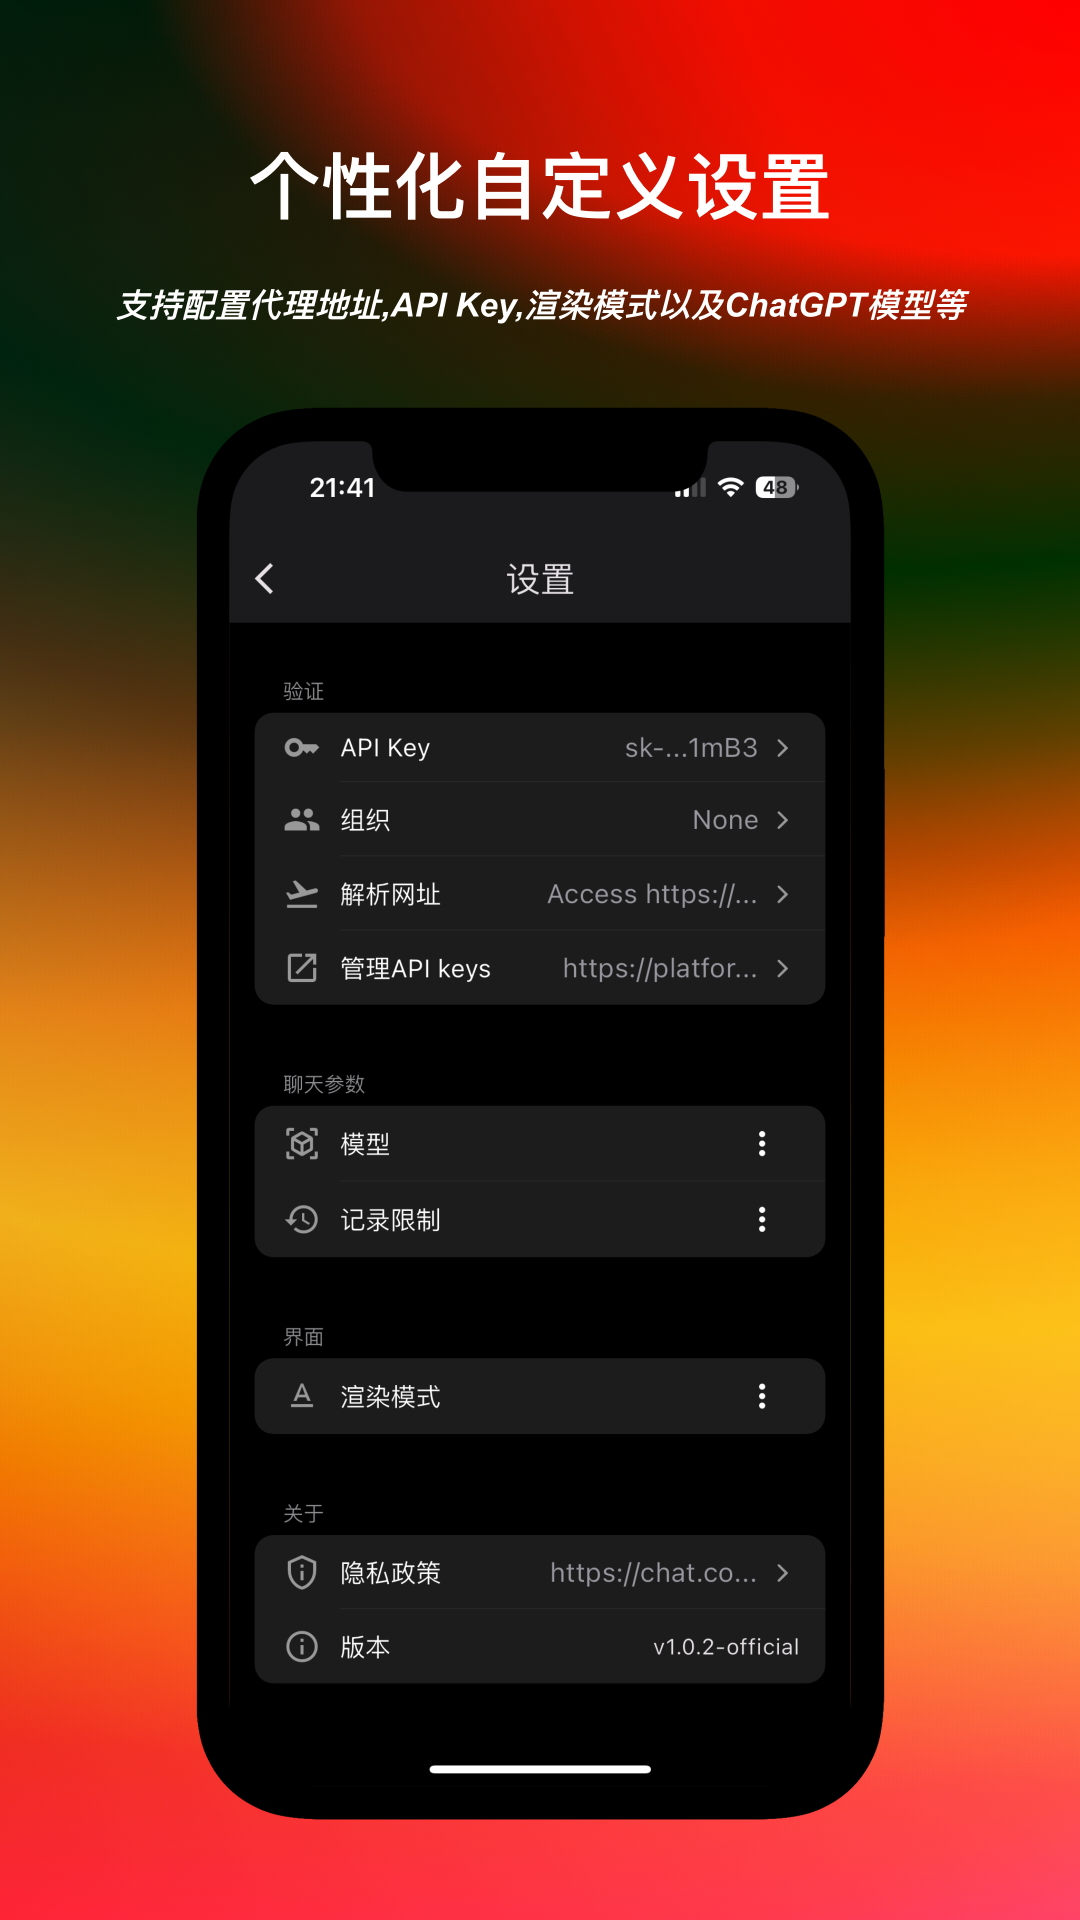 个性化自定义设置
支持配置代理地址,API Key,渲染模式以及ChatGPT模型等
21:41
48
设置
验证
API Key sk-...1mB3
组织 None
解析网址 Access https://...
管理API keys https://platfor...
聊天参数
模型
记录限制
界面
渲染模式
关于
隐私政策 https://chat.co...
版本 v1.0.2-official